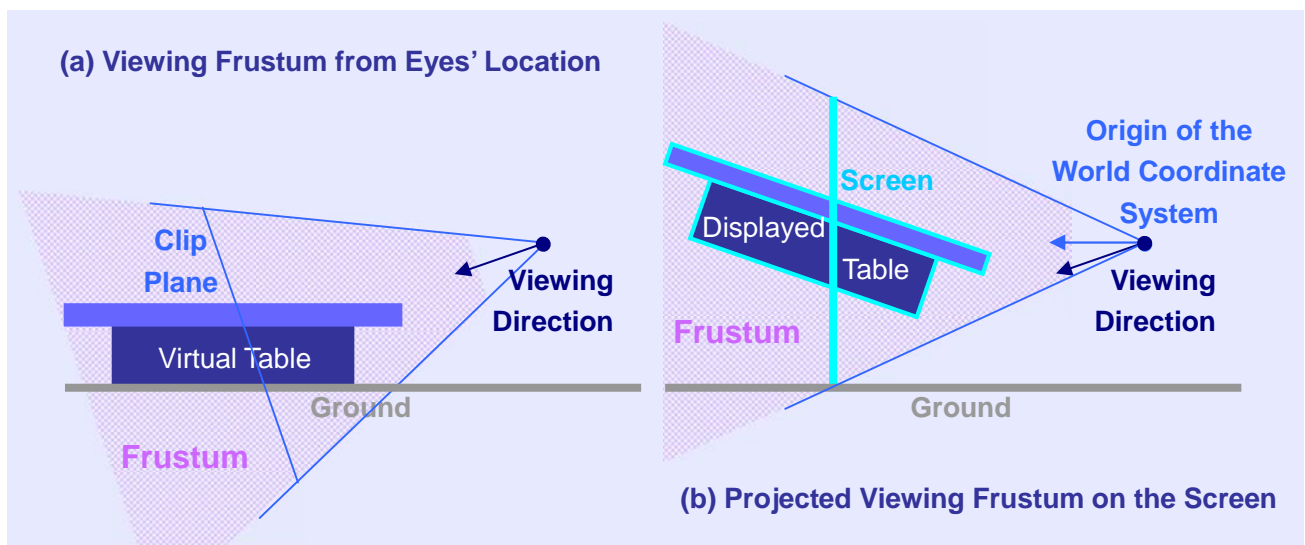 (a) Viewing Frustum from Eyes’ Location
Clip
Plane
Viewing
Direction
Virtual Table
Ground
Frustum
Origin of the
World Coordinate
System
Screen
Displayed
Table
Viewing
Direction
Frustum
Ground
(b) Projected Viewing Frustum on the Screen